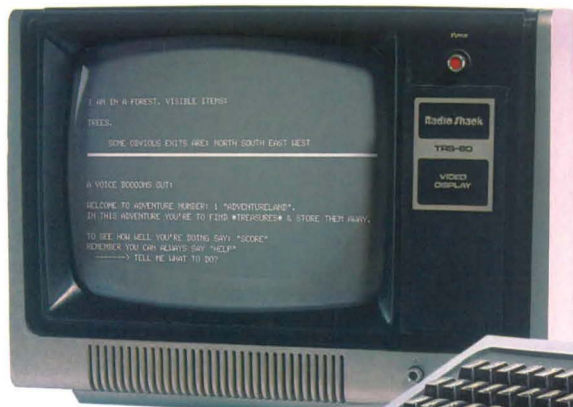 Power
I AM IN A FOREST. VISIBLE ITEMS:
TREES.
SOME OBVIOUS EXITS ARE: NORTH SOUTH EAST WEST
A VOICE BOOOOMS OUT:
WELCOME TO ADVENTURE NUMBER: 1 "ADVENTURELAND".
IN THIS ADVENTURE YOU'RE TO FIND *TREASURES* & STORE THEM AWAY.
TO SEE HOW WELL YOU'RE DOING SAY: "SCORE"
REMEMBER YOU CAN ALWAYS SAY "HELP"
-------> TELL ME WHAT TO DO?
Radio Shack
TRS-80
VIDEO
DISPLAY